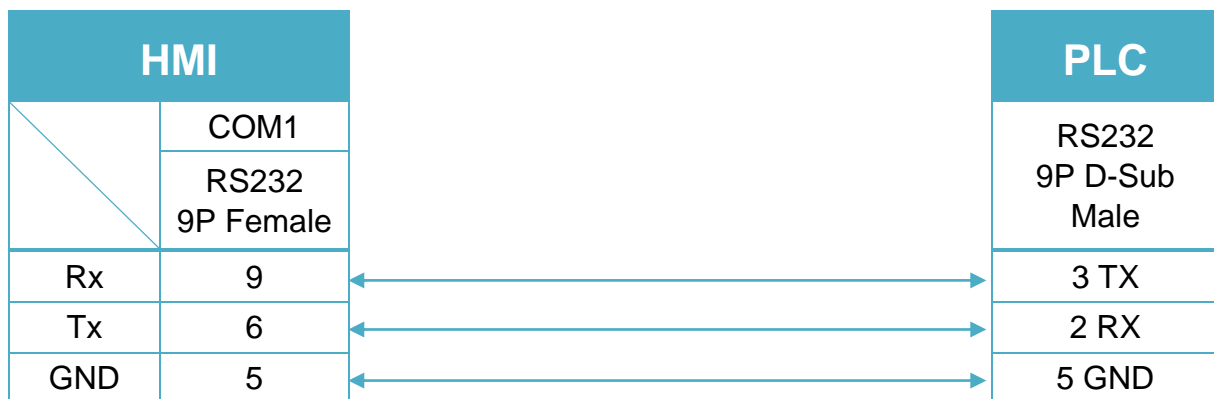 HMI
PLC
COM1
RS232
9P Female
RS232
9P D-Sub
Male
Rx 9 3 TX
Tx 6 2 RX
GND 5 5 GND